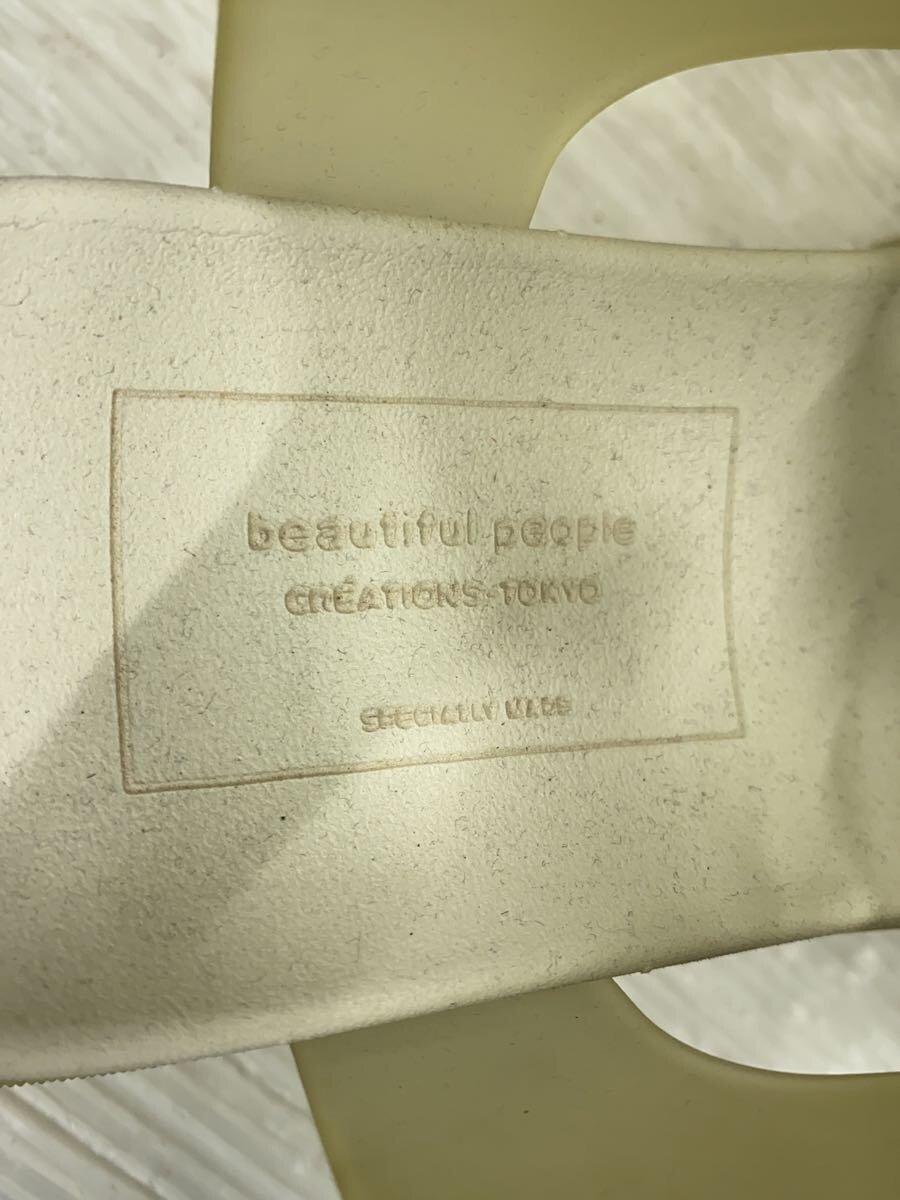 beautiful people
CRÉATIONS-TOKYO
SPECIALLY MADE